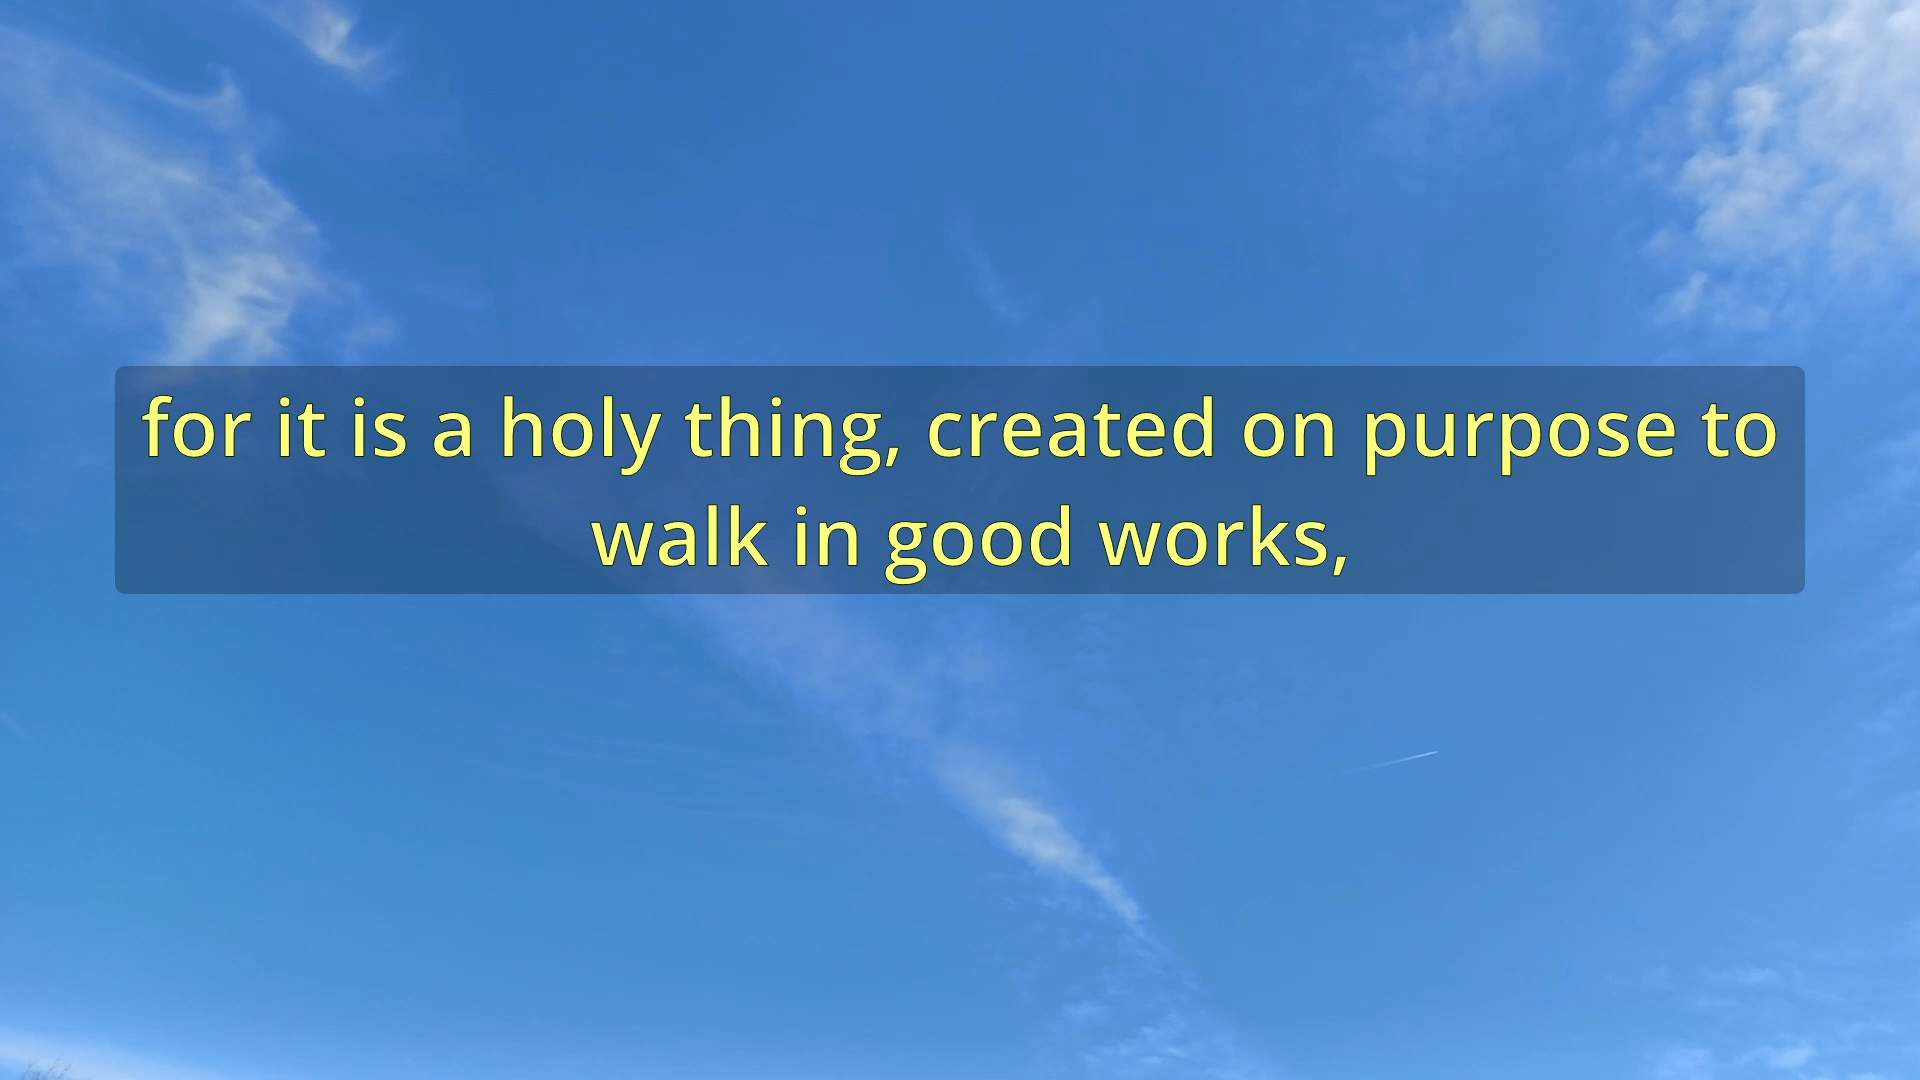 for it is a holy thing, created on purpose to
walk in good works,